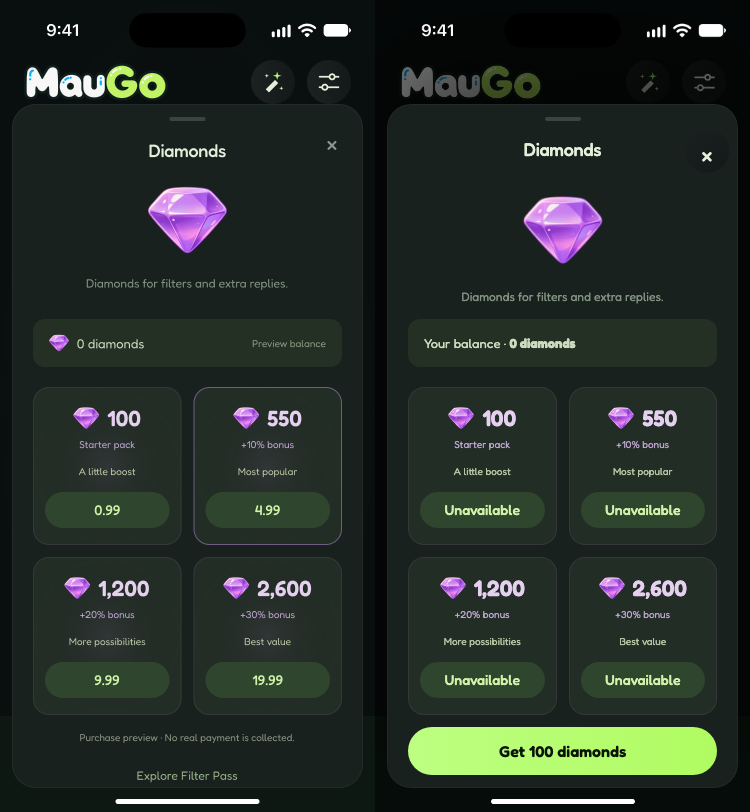 9:41
MauGo
Diamonds
Diamonds for filters and extra replies.
0 diamonds
Preview balance
100
Starter pack
A little boost
0.99
550
+10% bonus
Most popular
4.99
1,200
+20% bonus
More possibilities
9.99
2,600
+30% bonus
Best value
19.99
Purchase preview · No real payment is collected.
Explore Filter Pass
9:41
MauGo
Diamonds
Diamonds for filters and extra replies.
Your balance · 0 diamonds
100
Starter pack
A little boost
Unavailable
550
+10% bonus
Most popular
Unavailable
1,200
+20% bonus
More possibilities
Unavailable
2,600
+30% bonus
Best value
Unavailable
Get 100 diamonds